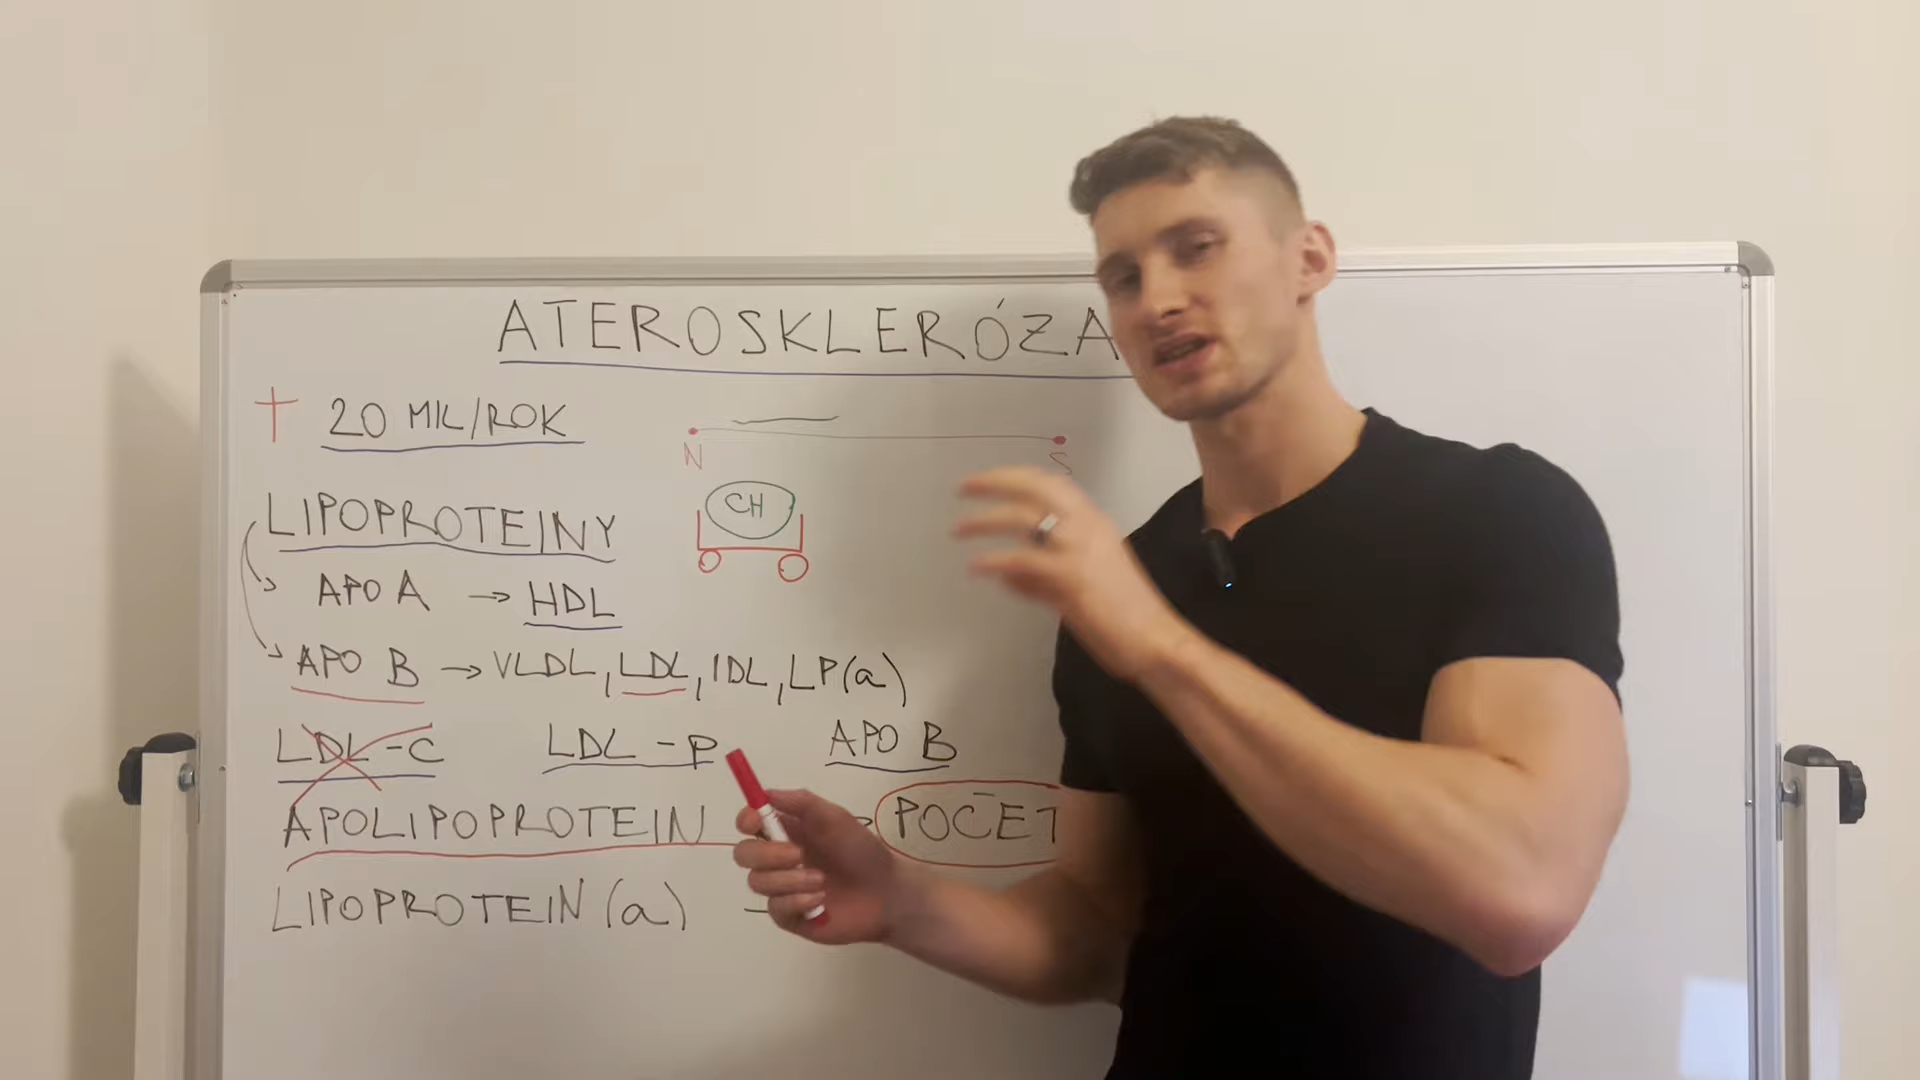 ATEROSKLERÓZA
† 20 MIL/ROK
N S
CH
LIPOPROTEINY
APO A → HDL
APO B → VLDL, LDL, IDL, LP(a)
LDL-C LDL-P APO B
APOLIPOPROTEIN POČET
LIPOPROTEIN (a)